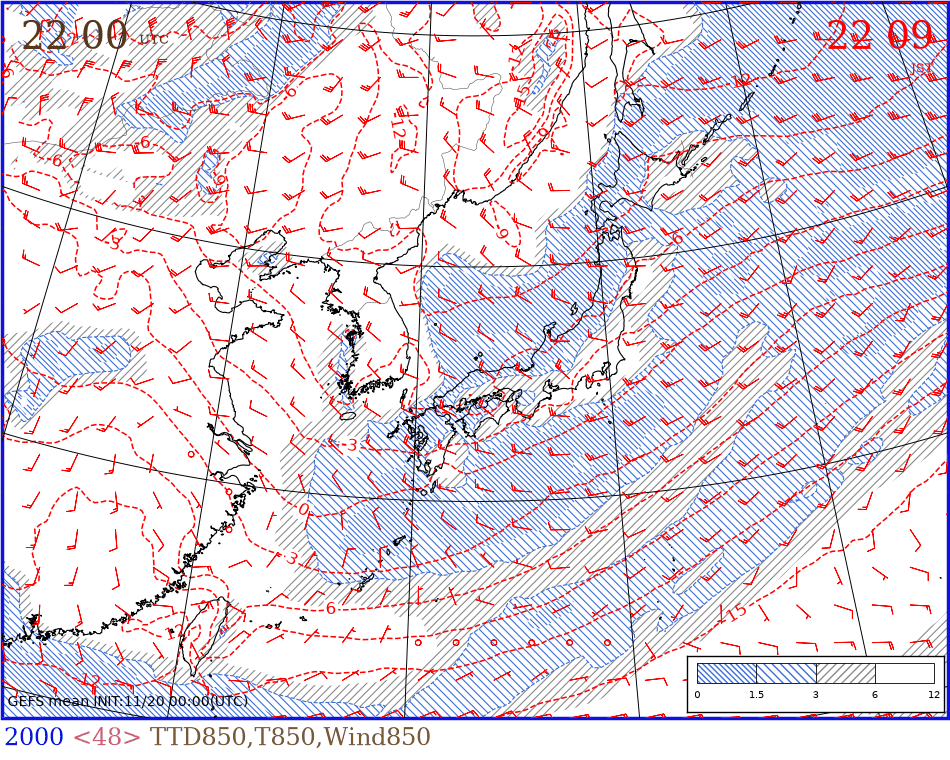 22 00 UTC
22 09 JST
GEFS mean INIT:11/20 00:00(UTC)
0 1.5 3 6 12
2000 <48> TTD850,T850,Wind850